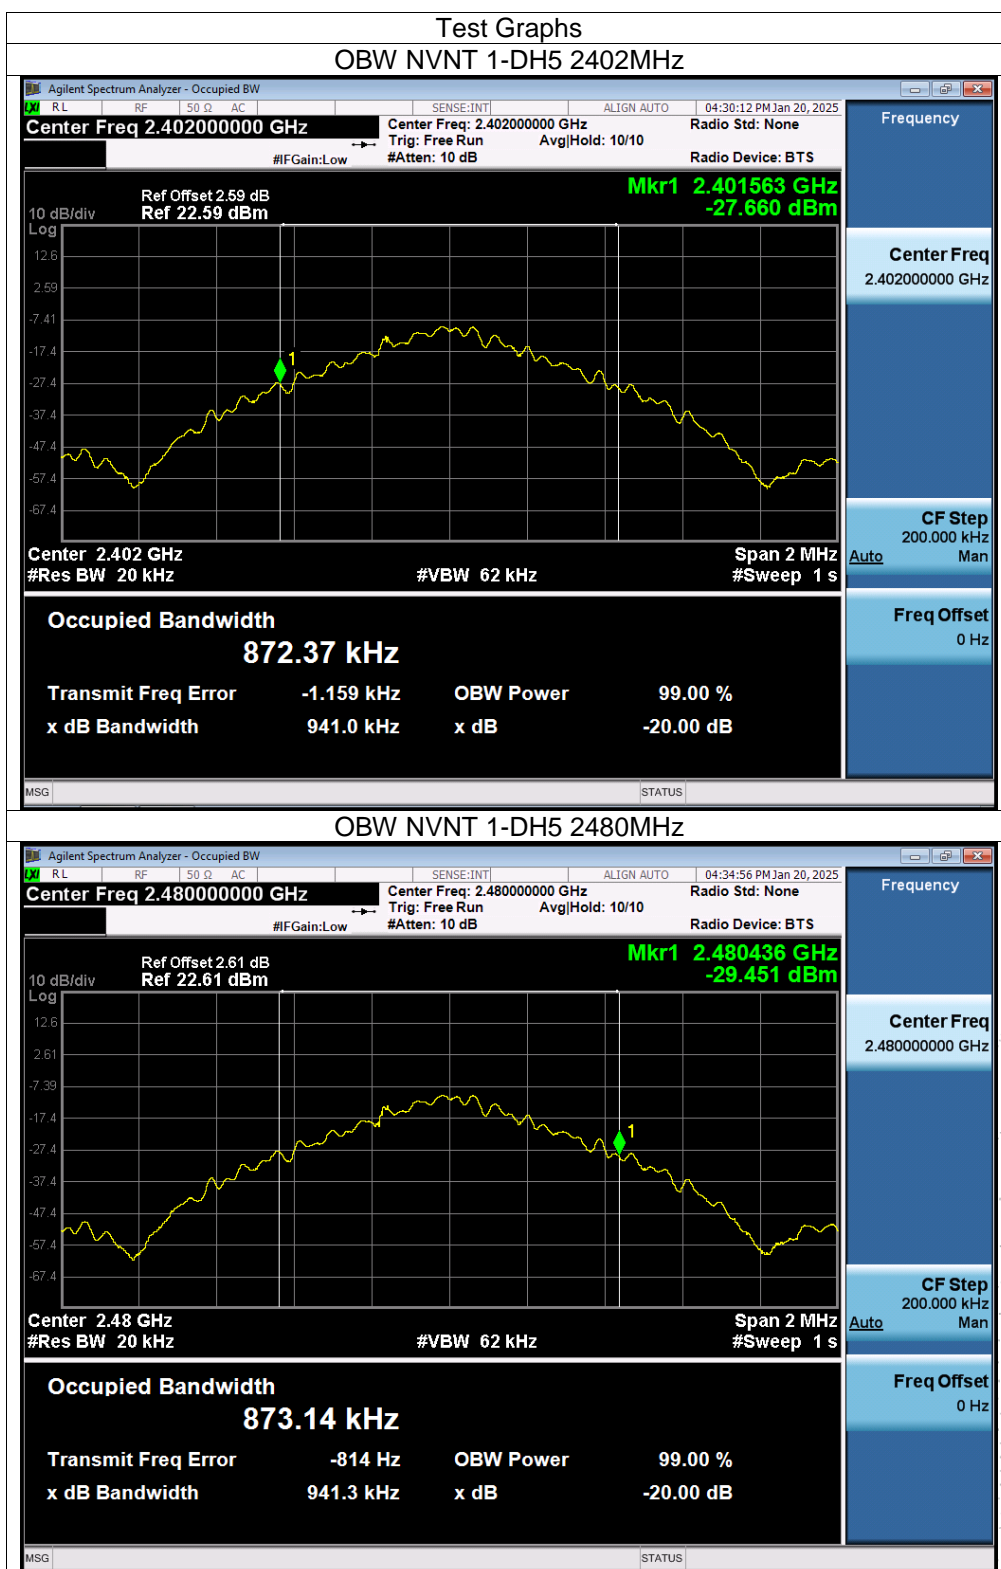 Test Graphs
OBW NVNT 1-DH5 2402MHz
Agilent Spectrum Analyzer - Occupied BW
LXI RL RF 50 Ω AC SENSE:INT ALIGN AUTO 04:30:12 PM Jan 20, 2025
Center Freq 2.402000000 GHz
Center Freq: 2.402000000 GHz
Radio Std: None
Trig: Free Run Avg|Hold: 10/10
#IFGain:Low #Atten: 10 dB Radio Device: BTS
Frequency
Mkr1 2.401563 GHz
-27.660 dBm
Ref Offset 2.59 dB
10 dB/div Ref 22.59 dBm
Log
12.6
2.59
-7.41
-17.4
-27.4
-37.4
-47.4
-57.4
-67.4
1
Center 2.402 GHz Span 2 MHz
#Res BW 20 kHz #VBW 62 kHz #Sweep 1 s
Center Freq
2.402000000 GHz
CF Step
200.000 kHz
Auto Man
Freq Offset
0 Hz
Occupied Bandwidth
872.37 kHz
Transmit Freq Error -1.159 kHz OBW Power 99.00 %
x dB Bandwidth 941.0 kHz x dB -20.00 dB
MSG STATUS
OBW NVNT 1-DH5 2480MHz
Agilent Spectrum Analyzer - Occupied BW
LXI RL RF 50 Ω AC SENSE:INT ALIGN AUTO 04:34:56 PM Jan 20, 2025
Center Freq 2.480000000 GHz
Center Freq: 2.480000000 GHz
Radio Std: None
Trig: Free Run Avg|Hold: 10/10
#IFGain:Low #Atten: 10 dB Radio Device: BTS
Frequency
Mkr1 2.480436 GHz
-29.451 dBm
Ref Offset 2.61 dB
10 dB/div Ref 22.61 dBm
Log
12.6
2.61
-7.39
-17.4
-27.4
-37.4
-47.4
-57.4
-67.4
1
Center 2.48 GHz Span 2 MHz
#Res BW 20 kHz #VBW 62 kHz #Sweep 1 s
Center Freq
2.480000000 GHz
CF Step
200.000 kHz
Auto Man
Freq Offset
0 Hz
Occupied Bandwidth
873.14 kHz
Transmit Freq Error -814 Hz OBW Power 99.00 %
x dB Bandwidth 941.3 kHz x dB -20.00 dB
MSG STATUS